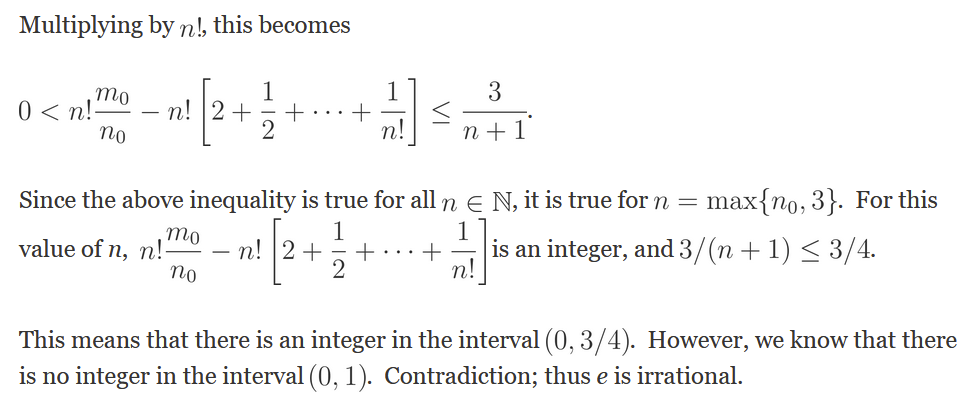 Multiplying by n!, this becomes
0 < n! m₀/n₀ − n! [2 + 1/2 + ⋯ + 1/n!] ≤ 3/(n + 1).
Since the above inequality is true for all n ∈ ℕ, it is true for n = max{n₀, 3}. For this
value of n, n! m₀/n₀ − n! [2 + 1/2 + ⋯ + 1/n!] is an integer, and 3/(n + 1) ≤ 3/4.
This means that there is an integer in the interval (0, 3/4). However, we know that there
is no integer in the interval (0, 1). Contradiction; thus e is irrational.